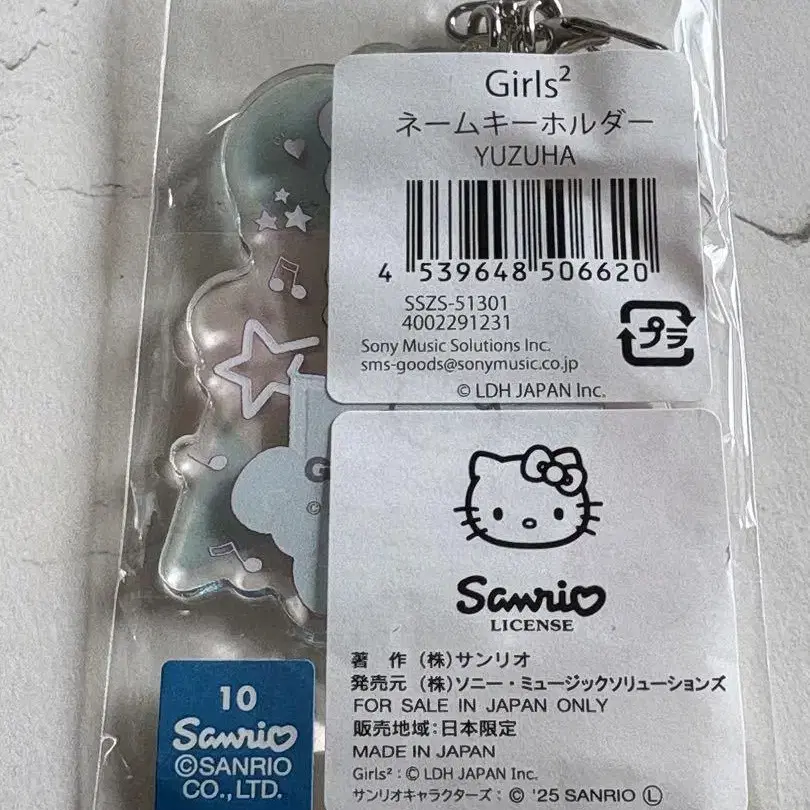 Girls²
ネームキーホルダー
YUZUHA
4 539648 506620
SSZS-51301
4002291231
プラ
Sony Music Solutions Inc.
sms-goods@sonymusic.co.jp
© LDH JAPAN Inc.
G
©
Sanrio
LICENSE
著 作 (株)サンリオ
発売元 (株)ソニー・ミュージックソリューションズ
FOR SALE IN JAPAN ONLY
販売地域:日本限定
MADE IN JAPAN
Girls²:© LDH JAPAN Inc.
サンリオキャラクターズ:© '25 SANRIO Ⓛ
10
Sanrio
©SANRIO
CO.,LTD.